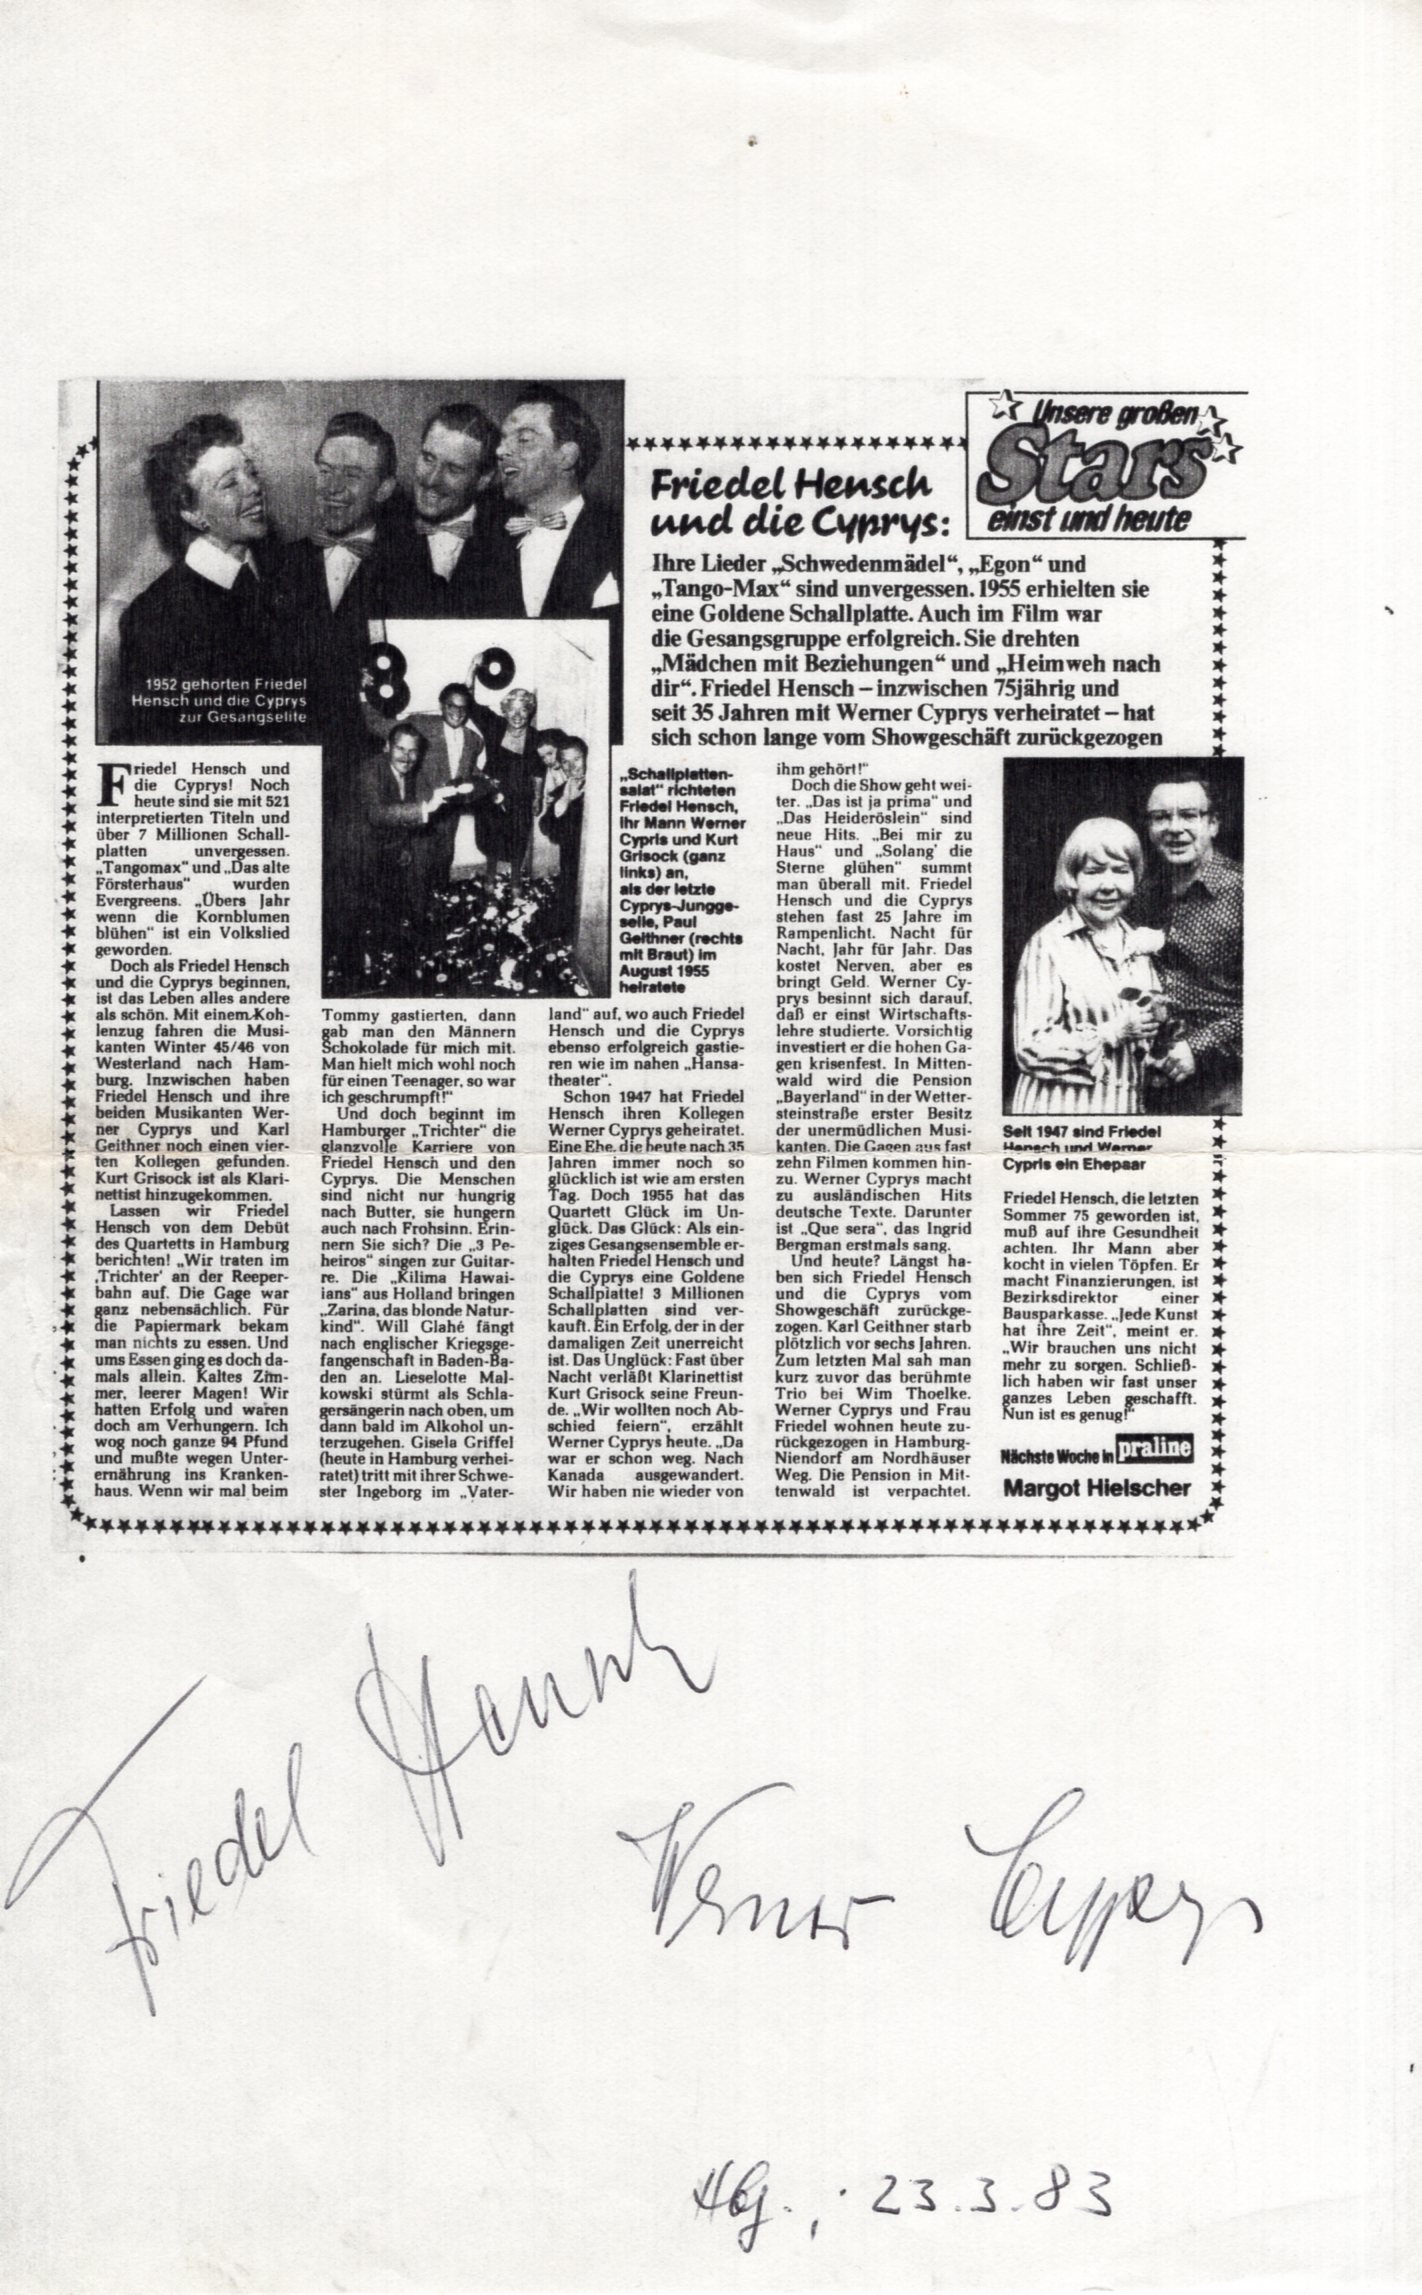 Unsere großen
Stars
einst und heute
Friedel Hensch
und die Cyprys:
Ihre Lieder „Schwedenmädel“, „Egon“ und
„Tango-Max“ sind unvergessen. 1955 erhielten sie
eine Goldene Schallplatte. Auch im Film war
die Gesangsgruppe erfolgreich. Sie drehten
„Mädchen mit Beziehungen“ und „Heimweh nach
dir“. Friedel Hensch – inzwischen 75jährig und
seit 35 Jahren mit Werner Cyprys verheiratet – hat
sich schon lange vom Showgeschäft zurückgezogen
1952 gehörten Friedel
Hensch und die Cyprys
zur Gesangselite
Friedel Hensch und
die Cyprys! Noch
heute sind sie mit 521
interpretierten Titeln und
über 7 Millionen Schall-
platten unvergessen.
„Tangomax“ und „Das alte
Försterhaus“ wurden
Evergreens. „Übers Jahr
wenn die Kornblumen
blühen“ ist ein Volkslied
geworden.
Doch als Friedel Hensch
und die Cyprys beginnen,
ist das Leben alles andere
als schön. Mit einem Koh-
lenzug fahren die Musi-
kanten Winter 45/46 von
Westerland nach Ham-
burg. Inzwischen haben
Friedel Hensch und ihre
beiden Musikanten Wer-
ner Cyprys und Karl
Geithner noch einen vier-
ten Kollegen gefunden.
Kurt Grisock ist als Klari-
nettist hinzugekommen.
Lassen wir Friedel
Hensch von dem Debüt
des Quartetts in Hamburg
berichten! „Wir traten im
‚Trichter‘ an der Reeper-
bahn auf. Die Gage war
ganz nebensächlich. Für
die Papiermark bekam
man nichts zu essen. Und
ums Essen ging es doch da-
mals allein. Kaltes Zim-
mer, leerer Magen! Wir
hatten Erfolg und waren
doch am Verhungern. Ich
wog noch ganze 94 Pfund
und mußte wegen Unter-
ernährung ins Kranken-
haus. Wenn wir mal beim
Tommy gastierten, dann
gab man den Männern
Schokolade für mich mit.
Man hielt mich wohl noch
für einen Teenager, so war
ich geschrumpft!“
Und doch beginnt im
Hamburger „Trichter“ die
glanzvolle Karriere von
Friedel Hensch und den
Cyprys. Die Menschen
sind nicht nur hungrig
nach Butter, sie hungern
auch nach Frohsinn. Erin-
nern Sie sich? Die „3 Pe-
heiros“ singen zur Guitar-
re. Die „Kilima Hawai-
ians“ aus Holland bringen
„Zarina, das blonde Natur-
kind“. Will Glahé fängt
nach englischer Kriegsge-
fangenschaft in Baden-Ba-
den an. Lieselotte Mal-
kowski stürmt als Schla-
gersängerin nach oben, um
dann bald im Alkohol un-
terzugehen. Gisela Griffel
(heute in Hamburg verhei-
ratet) tritt mit ihrer Schwe-
ster Ingeborg im „Vater-
„Schallplatten-
salat“ richteten
Friedel Hensch,
ihr Mann Werner
Cypris und Kurt
Grisock (ganz
links) an,
als der letzte
Cyprys-Jungge-
selle, Paul
Geithner (rechts
mit Braut) im
August 1955
heiratete
land“ auf, wo auch Friedel
Hensch und die Cyprys
ebenso erfolgreich gastie-
ren wie im nahen „Hansa-
theater“.
Schon 1947 hat Friedel
Hensch ihren Kollegen
Werner Cyprys geheiratet.
Eine Ehe, die heute nach 35
Jahren immer noch so
glücklich ist wie am ersten
Tag. Doch 1955 hat das
Quartett Glück im Un-
glück. Das Glück: Als ein-
ziges Gesangsensemble er-
halten Friedel Hensch und
die Cyprys eine Goldene
Schallplatte! 3 Millionen
Schallplatten sind ver-
kauft. Ein Erfolg, der in der
damaligen Zeit unerreicht
ist. Das Unglück: Fast über
Nacht verläßt Klarinettist
Kurt Grisock seine Freun-
de. „Wir wollten noch Ab-
schied feiern“, erzählt
Werner Cyprys heute. „Da
war er schon weg. Nach
Kanada ausgewandert.
Wir haben nie wieder von
ihm gehört!“
Doch die Show geht wei-
ter. „Das ist ja prima“ und
„Das Heideröslein“ sind
neue Hits. „Bei mir zu
Haus“ und „Solang’ die
Sterne glühen“ summt
man überall mit. Friedel
Hensch und die Cyprys
stehen fast 25 Jahre im
Rampenlicht. Nacht für
Nacht, Jahr für Jahr. Das
kostet Nerven, aber es
bringt Geld. Werner Cy-
prys besinnt sich darauf,
daß er einst Wirtschafts-
lehre studierte. Vorsichtig
investiert er die hohen Ga-
gen krisenfest. In Mitten-
wald wird die Pension
„Bayerland“ in der Wetter-
steinstraße erster Besitz
der unermüdlichen Musi-
kanten. Die Gagen aus fast
zehn Filmen kommen hin-
zu. Werner Cyprys macht
zu ausländischen Hits
deutsche Texte. Darunter
ist „Que sera“, das Ingrid
Bergman erstmals sang.
Und heute? Längst ha-
ben sich Friedel Hensch
und die Cyprys vom
Showgeschäft zurückge-
zogen. Karl Geithner starb
plötzlich vor sechs Jahren.
Zum letzten Mal sah man
kurz zuvor das berühmte
Trio bei Wim Thoelke.
Werner Cyprys und Frau
Friedel wohnen heute zu-
rückgezogen in Hamburg-
Niendorf am Nordhäuser
Weg. Die Pension in Mit-
tenwald ist verpachtet.
Seit 1947 sind Friedel
Hensch und Werner
Cypris ein Ehepaar
Friedel Hensch, die letzten
Sommer 75 geworden ist,
muß auf ihre Gesundheit
achten. Ihr Mann aber
kocht in vielen Töpfen. Er
macht Finanzierungen, ist
Bezirksdirektor einer
Bausparkasse. „Jede Kunst
hat ihre Zeit“, meint er.
„Wir brauchen uns nicht
mehr zu sorgen. Schließ-
lich haben wir fast unser
ganzes Leben geschafft.
Nun ist es genug!“
Nächste Woche in praline
Margot Hielscher
Friedel Hensch
Werner Cyprys
Hbg., 23.3.83